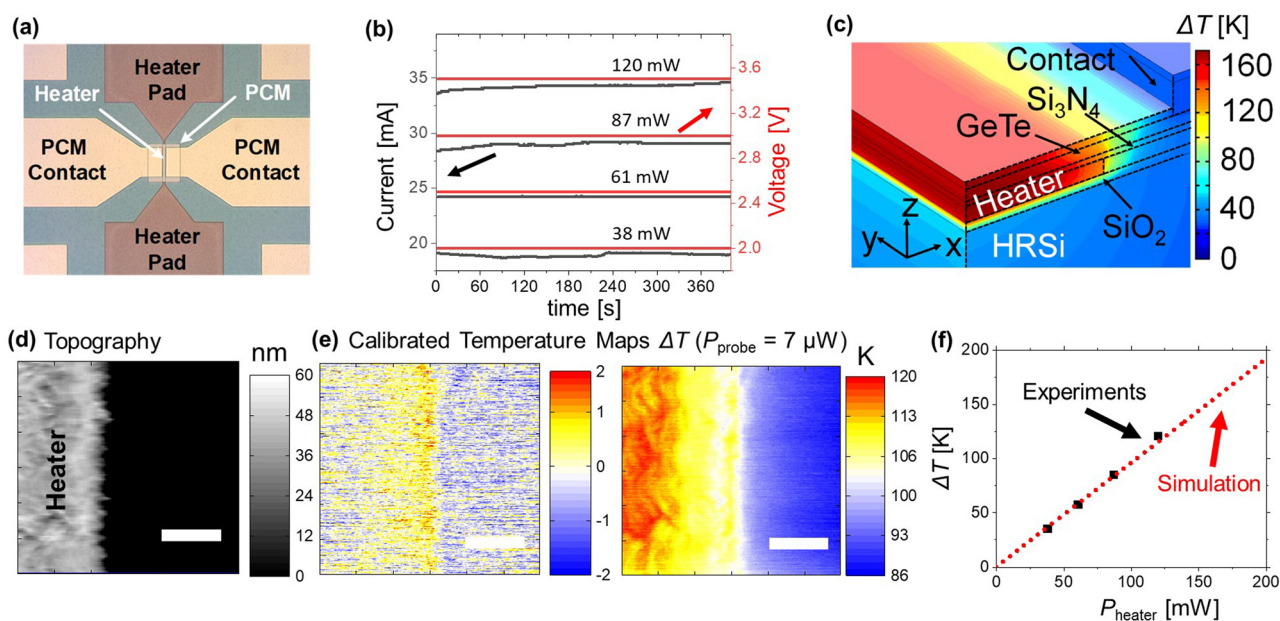 (a)
Heater
Pad
Heater
PCM
PCM
Contact
PCM
Contact
Heater
Pad
(b)
120 mW
87 mW
61 mW
38 mW
Current [mA]
35
30
25
20
Voltage [V]
3.6
3.2
2.8
2.4
2.0
0 60 120 180 240 300 360
time [s]
(c)
ΔT [K]
Contact
Si3N4
GeTe
Heater
SiO2
HRSi
z
y
x
160
120
80
40
0
(d) Topography
nm
60
48
36
24
12
0
Heater
(e) Calibrated Temperature Maps ΔT (Pprobe = 7 µW)
2
1
0
-1
-2
K
120
113
106
100
93
86
(f)
Experiments
Simulation
ΔT [K]
200
150
100
50
0
0 50 100 150 200
Pheater [mW]